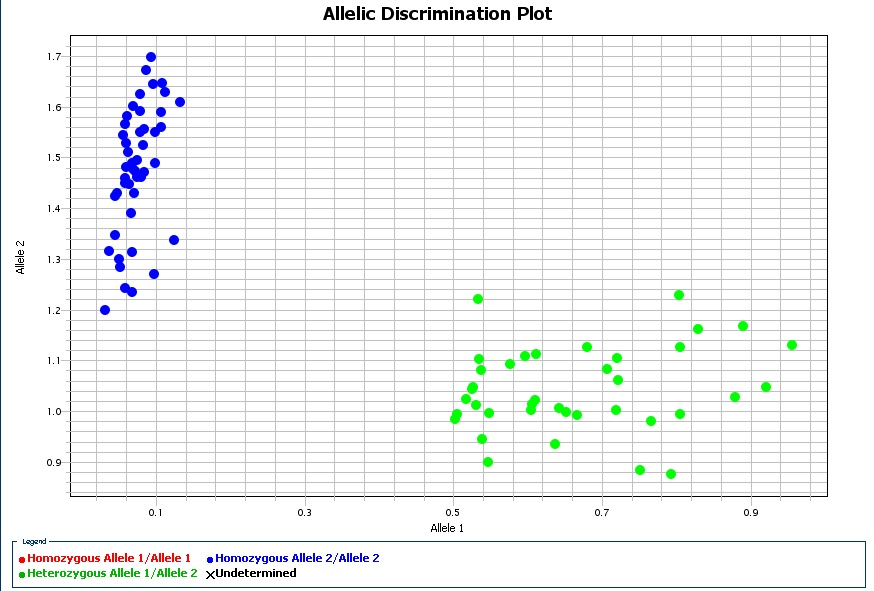 Allelic Discrimination Plot
1.7
1.6
1.5
1.4
1.3
1.2
1.1
1.0
0.9
Allele 2
0.1 0.3 0.5 0.7 0.9
Allele 1
Legend
Homozygous Allele 1/Allele 1 Homozygous Allele 2/Allele 2
Heterozygous Allele 1/Allele 2 Undetermined